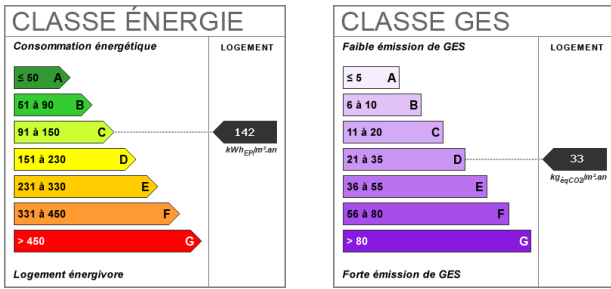 CLASSE ÉNERGIE
Consommation énergétique
LOGEMENT
≤ 50 A
51 à 90 B
91 à 150 C
142
kWhEP/m².an
151 à 230 D
231 à 330 E
331 à 450 F
> 450 G
Logement énergivore
CLASSE GES
Faible émission de GES
LOGEMENT
≤ 5 A
6 à 10 B
11 à 20 C
21 à 35 D
33
kgéqCO2/m².an
36 à 55 E
56 à 80 F
> 80 G
Forte émission de GES